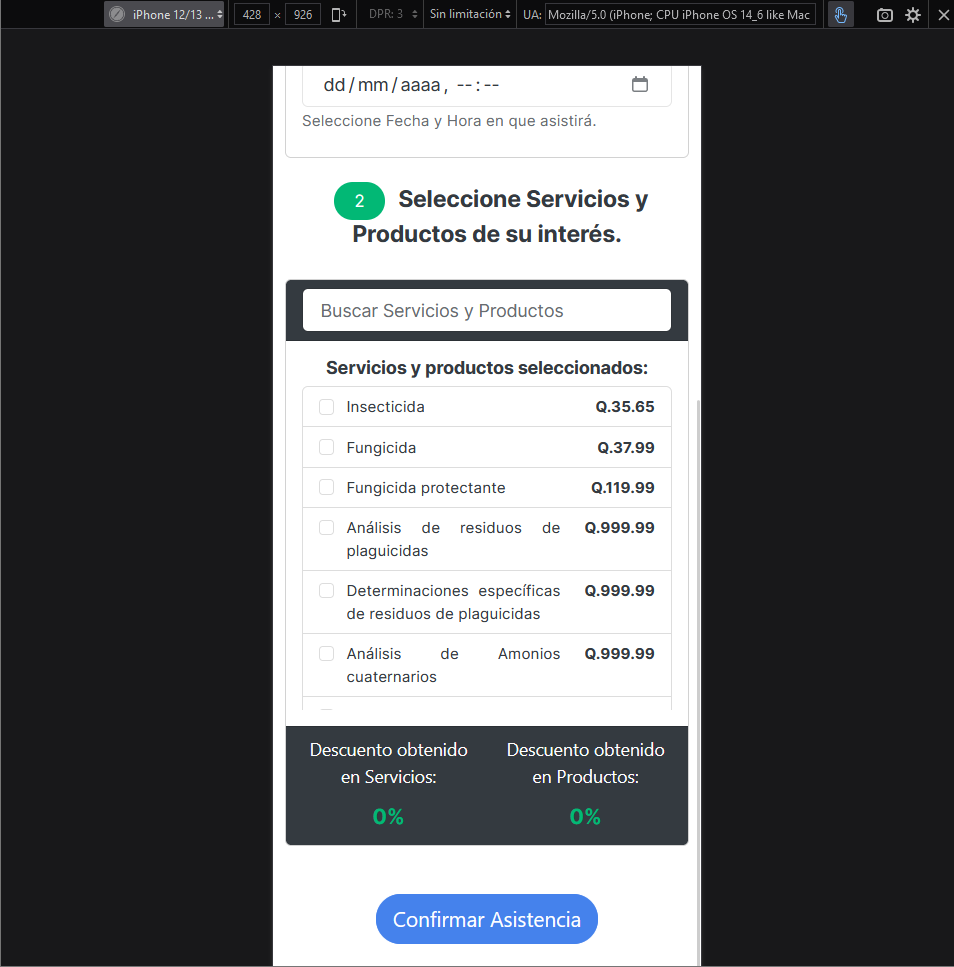 iPhone 12/13 ... 428 × 926 DPR: 3 Sin limitación UA: Mozilla/5.0 (iPhone; CPU iPhone OS 14_6 like Mac
dd/mm/aaaa, --:--
Seleccione Fecha y Hora en que asistirá.
2 Seleccione Servicios y
Productos de su interés.
Buscar Servicios y Productos
Servicios y productos seleccionados:
Insecticida Q.35.65
Fungicida Q.37.99
Fungicida protectante Q.119.99
Análisis de residuos de Q.999.99
plaguicidas
Determinaciones específicas Q.999.99
de residuos de plaguicidas
Análisis de Amonios Q.999.99
cuaternarios
Descuento obtenido
en Servicios:
0%
Descuento obtenido
en Productos:
0%
Confirmar Asistencia